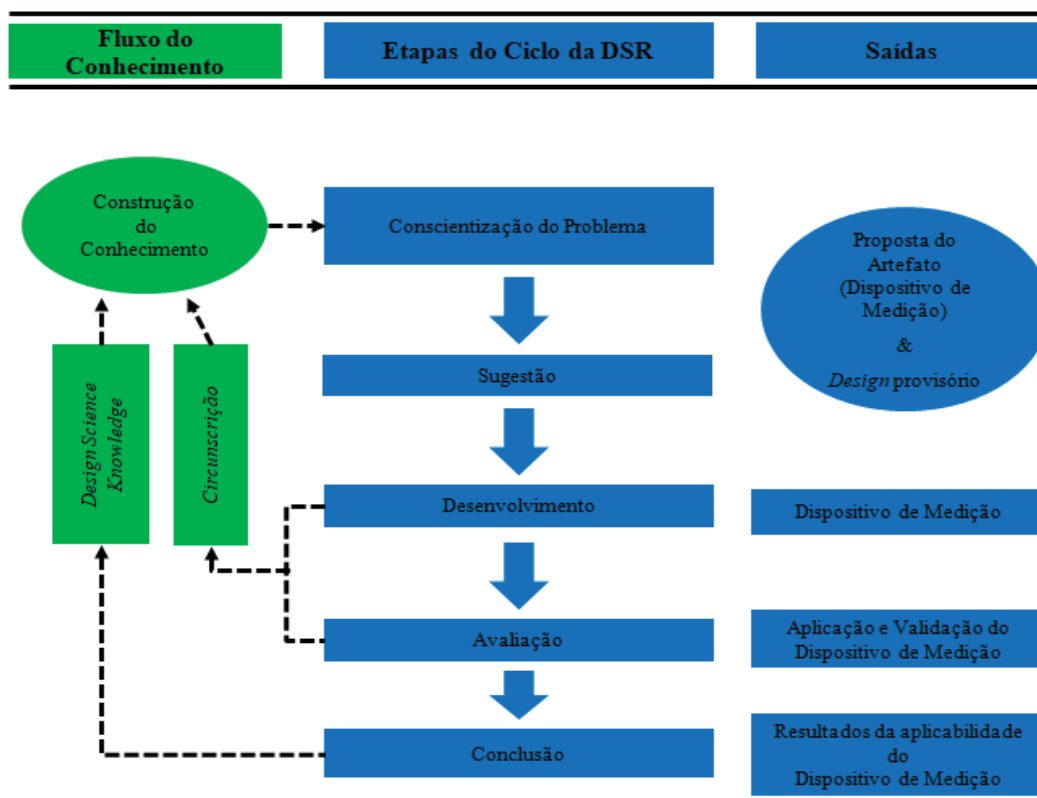 Fluxo do
Conhecimento
Etapas do Ciclo da DSR
Saídas
Construção
do
Conhecimento
Conscientização do Problema
Proposta do
Artefato
(Dispositivo de
Medição)
&
Design provisório
Sugestão
Design Science
Knowledge
Circunscrição
Desenvolvimento
Dispositivo de Medição
Avaliação
Aplicação e Validação do
Dispositivo de Medição
Conclusão
Resultados da aplicabilidade
do
Dispositivo de Medição